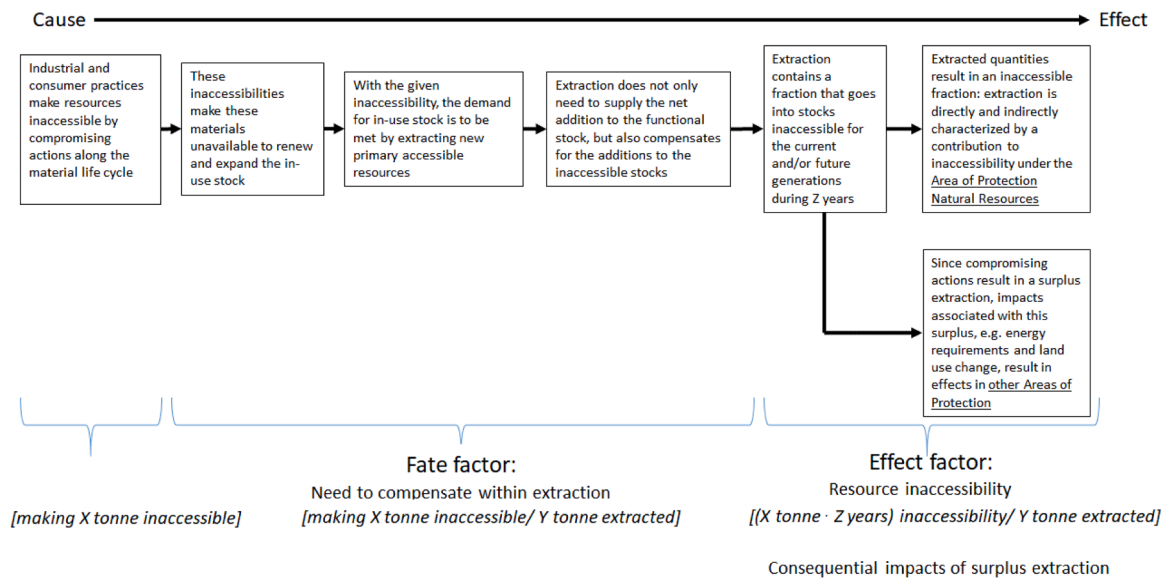 Cause
Effect
Industrial and
consumer practices
make resources
inaccessible by
compromising
actions along the
material life cycle
These
inaccessibilities
make these
materials
unavailable to renew
and expand the in-
use stock
With the given
inaccessibility, the demand
for in-use stock is to be
met by extracting new
primary accessible
resources
Extraction does not only
need to supply the net
addition to the functional
stock, but also compensates
for the additions to the
inaccessible stocks
Extraction
contains a
fraction that goes
into stocks
inaccessible for
the current
and/or future
generations
during Z years
Extracted quantities
result in an inaccessible
fraction: extraction is
directly and indirectly
characterized by a
contribution to
inaccessibility under the
Area of Protection
Natural Resources
Since compromising
actions result in a surplus
extraction, impacts
associated with this
surplus, e.g. energy
requirements and land
use change, result in
effects in other Areas of
Protection
[making X tonne inaccessible]
Fate factor:
Need to compensate within extraction
[making X tonne inaccessible/ Y tonne extracted]
Effect factor:
Resource inaccessibility
[(X tonne · Z years) inaccessibility/ Y tonne extracted]
Consequential impacts of surplus extraction